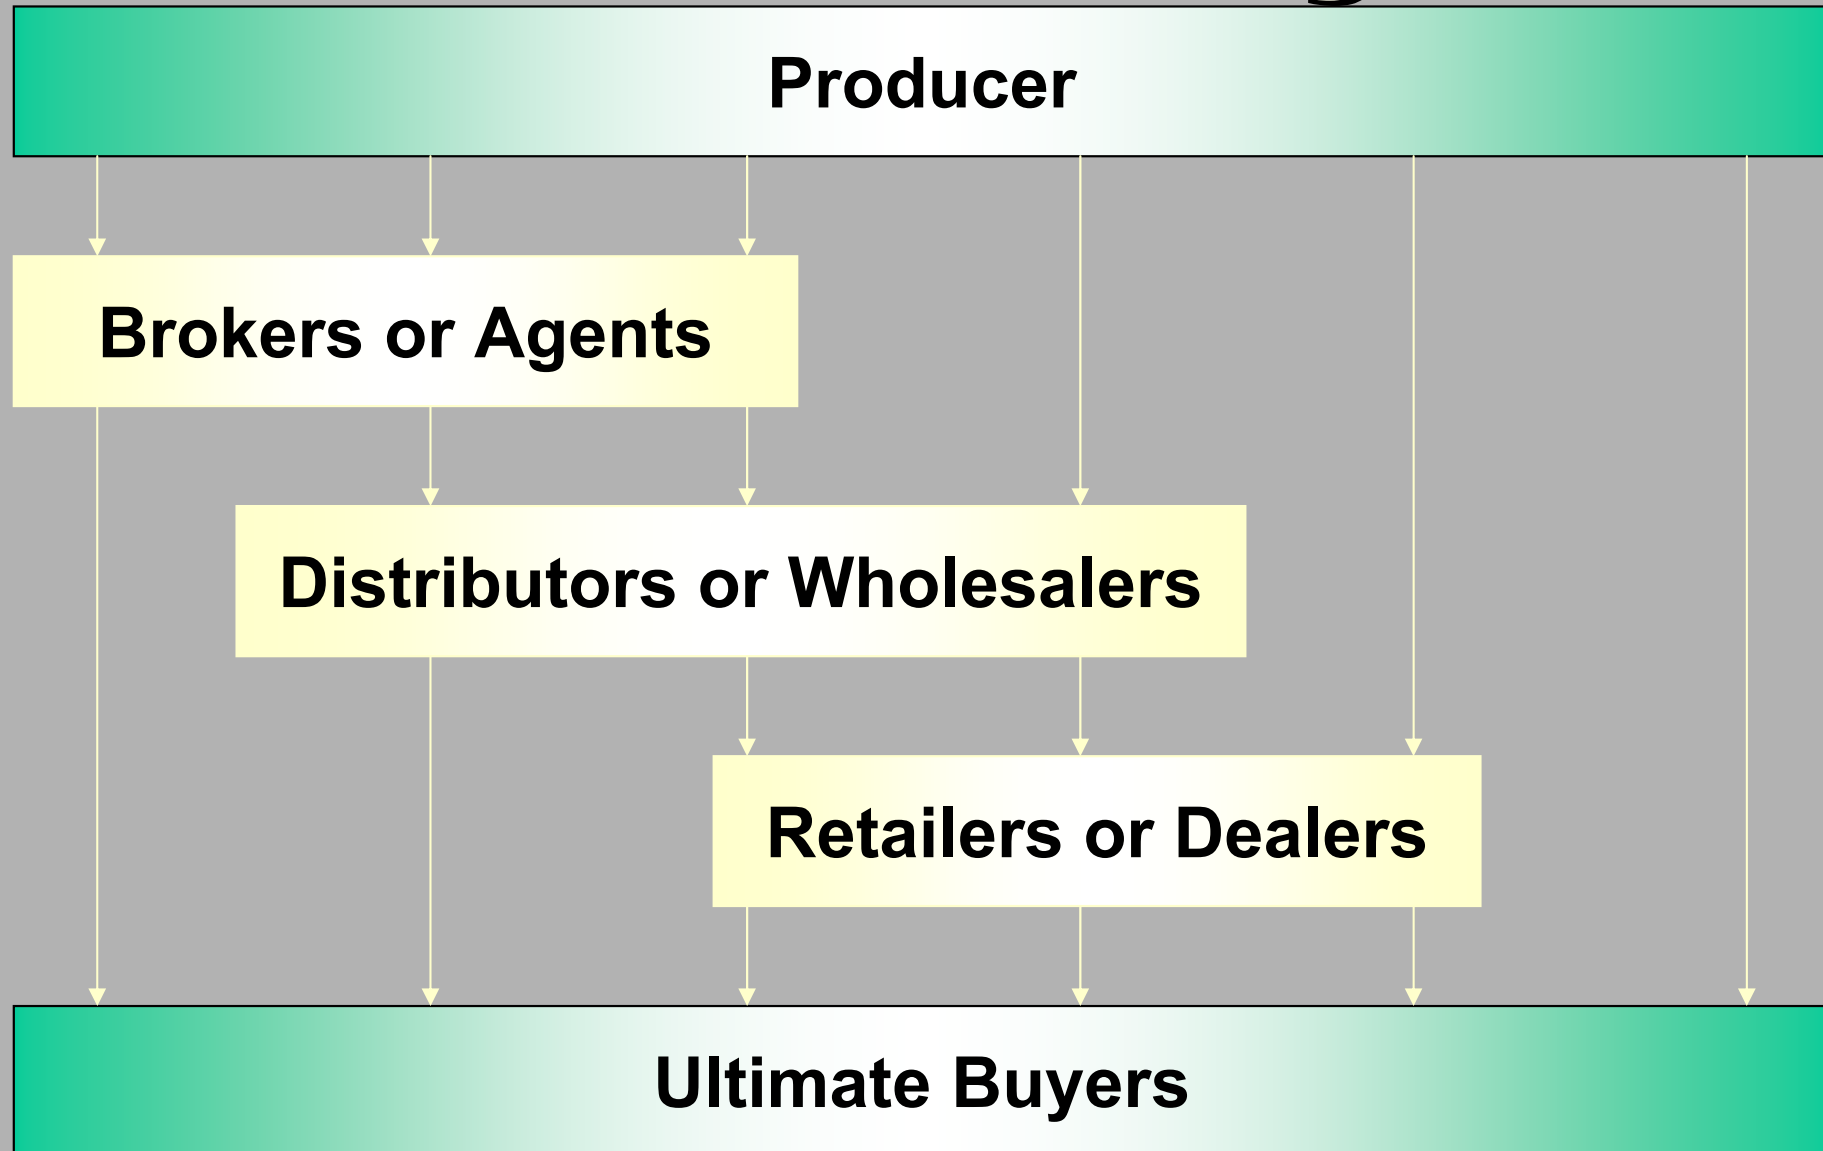 Producer
Brokers or Agents
Distributors or Wholesalers
Retailers or Dealers
Ultimate Buyers